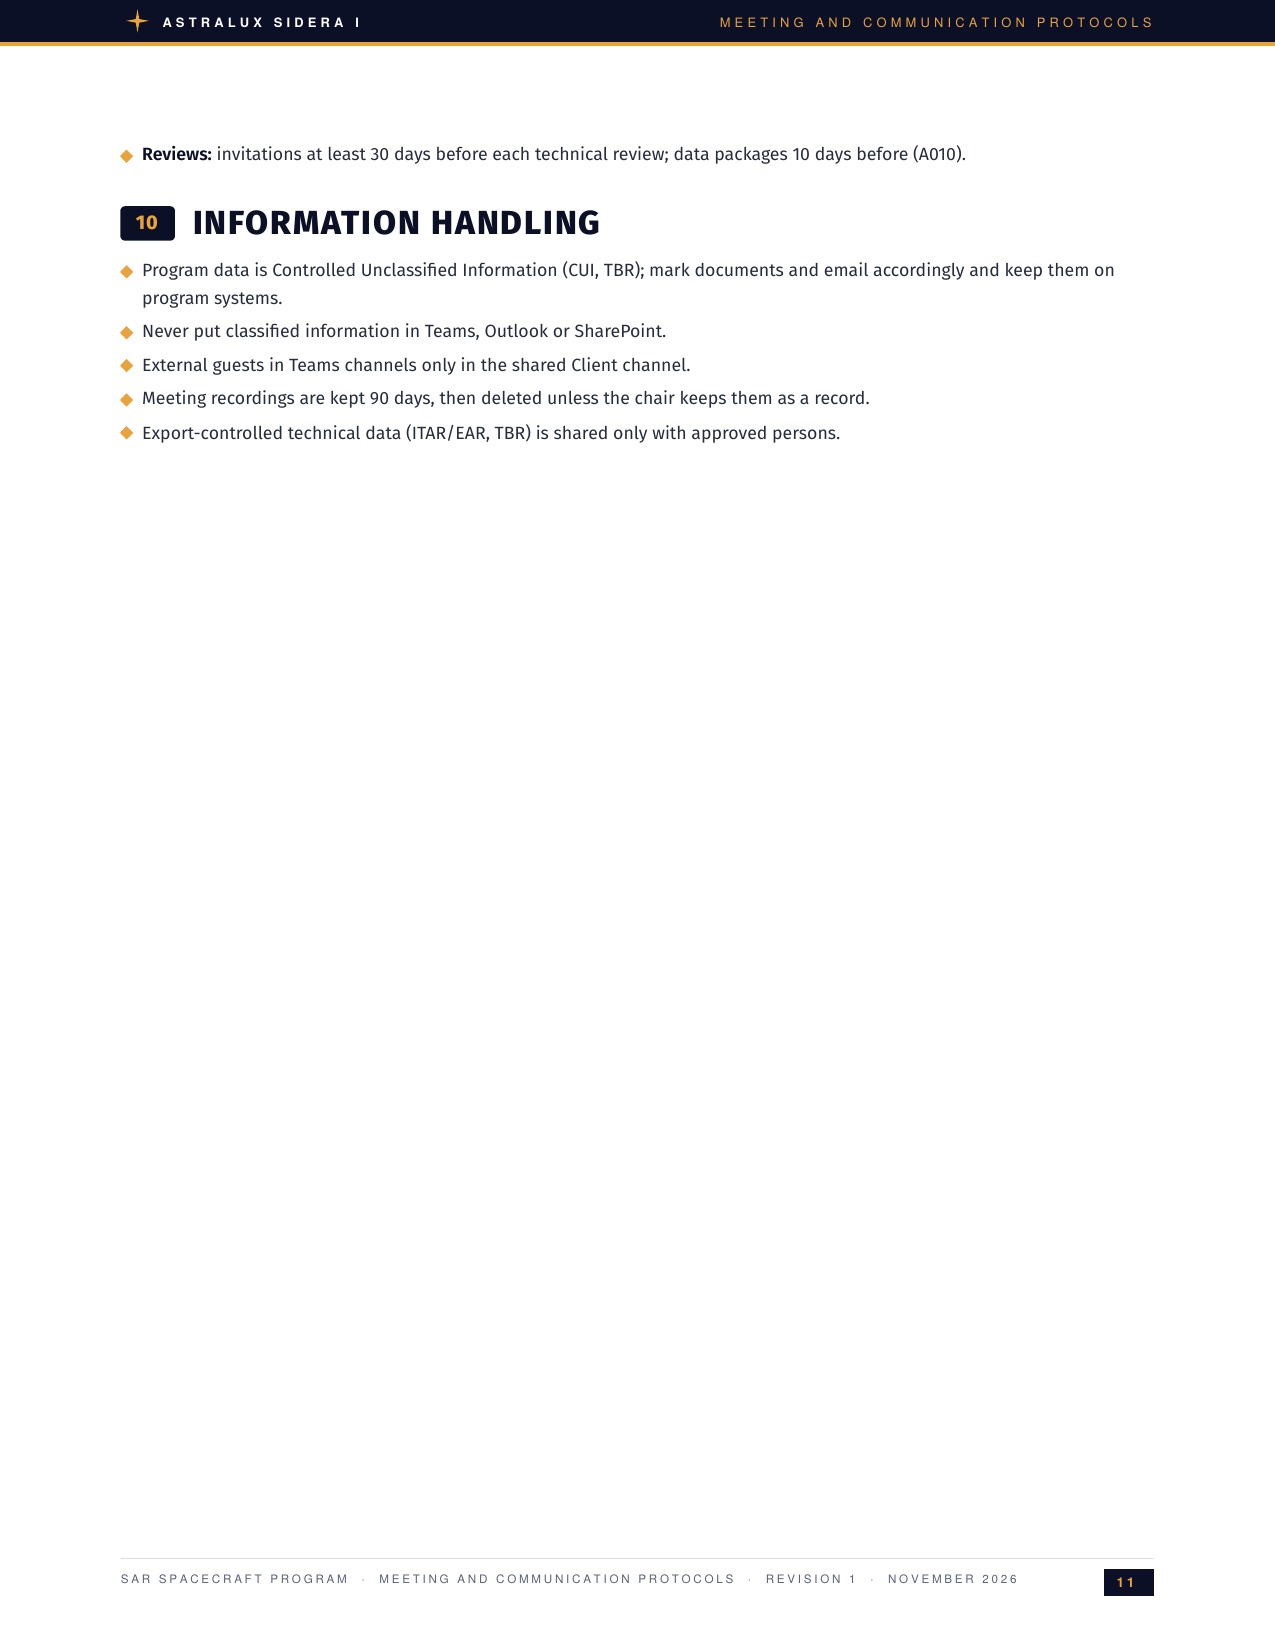 ASTRALUX SIDERA I
MEETING AND COMMUNICATION PROTOCOLS
Reviews: invitations at least 30 days before each technical review; data packages 10 days before (A010).
10 INFORMATION HANDLING
Program data is Controlled Unclassified Information (CUI, TBR); mark documents and email accordingly and keep them on
program systems.
Never put classified information in Teams, Outlook or SharePoint.
External guests in Teams channels only in the shared Client channel.
Meeting recordings are kept 90 days, then deleted unless the chair keeps them as a record.
Export-controlled technical data (ITAR/EAR, TBR) is shared only with approved persons.
SAR SPACECRAFT PROGRAM · MEETING AND COMMUNICATION PROTOCOLS · REVISION 1 · NOVEMBER 2026
11